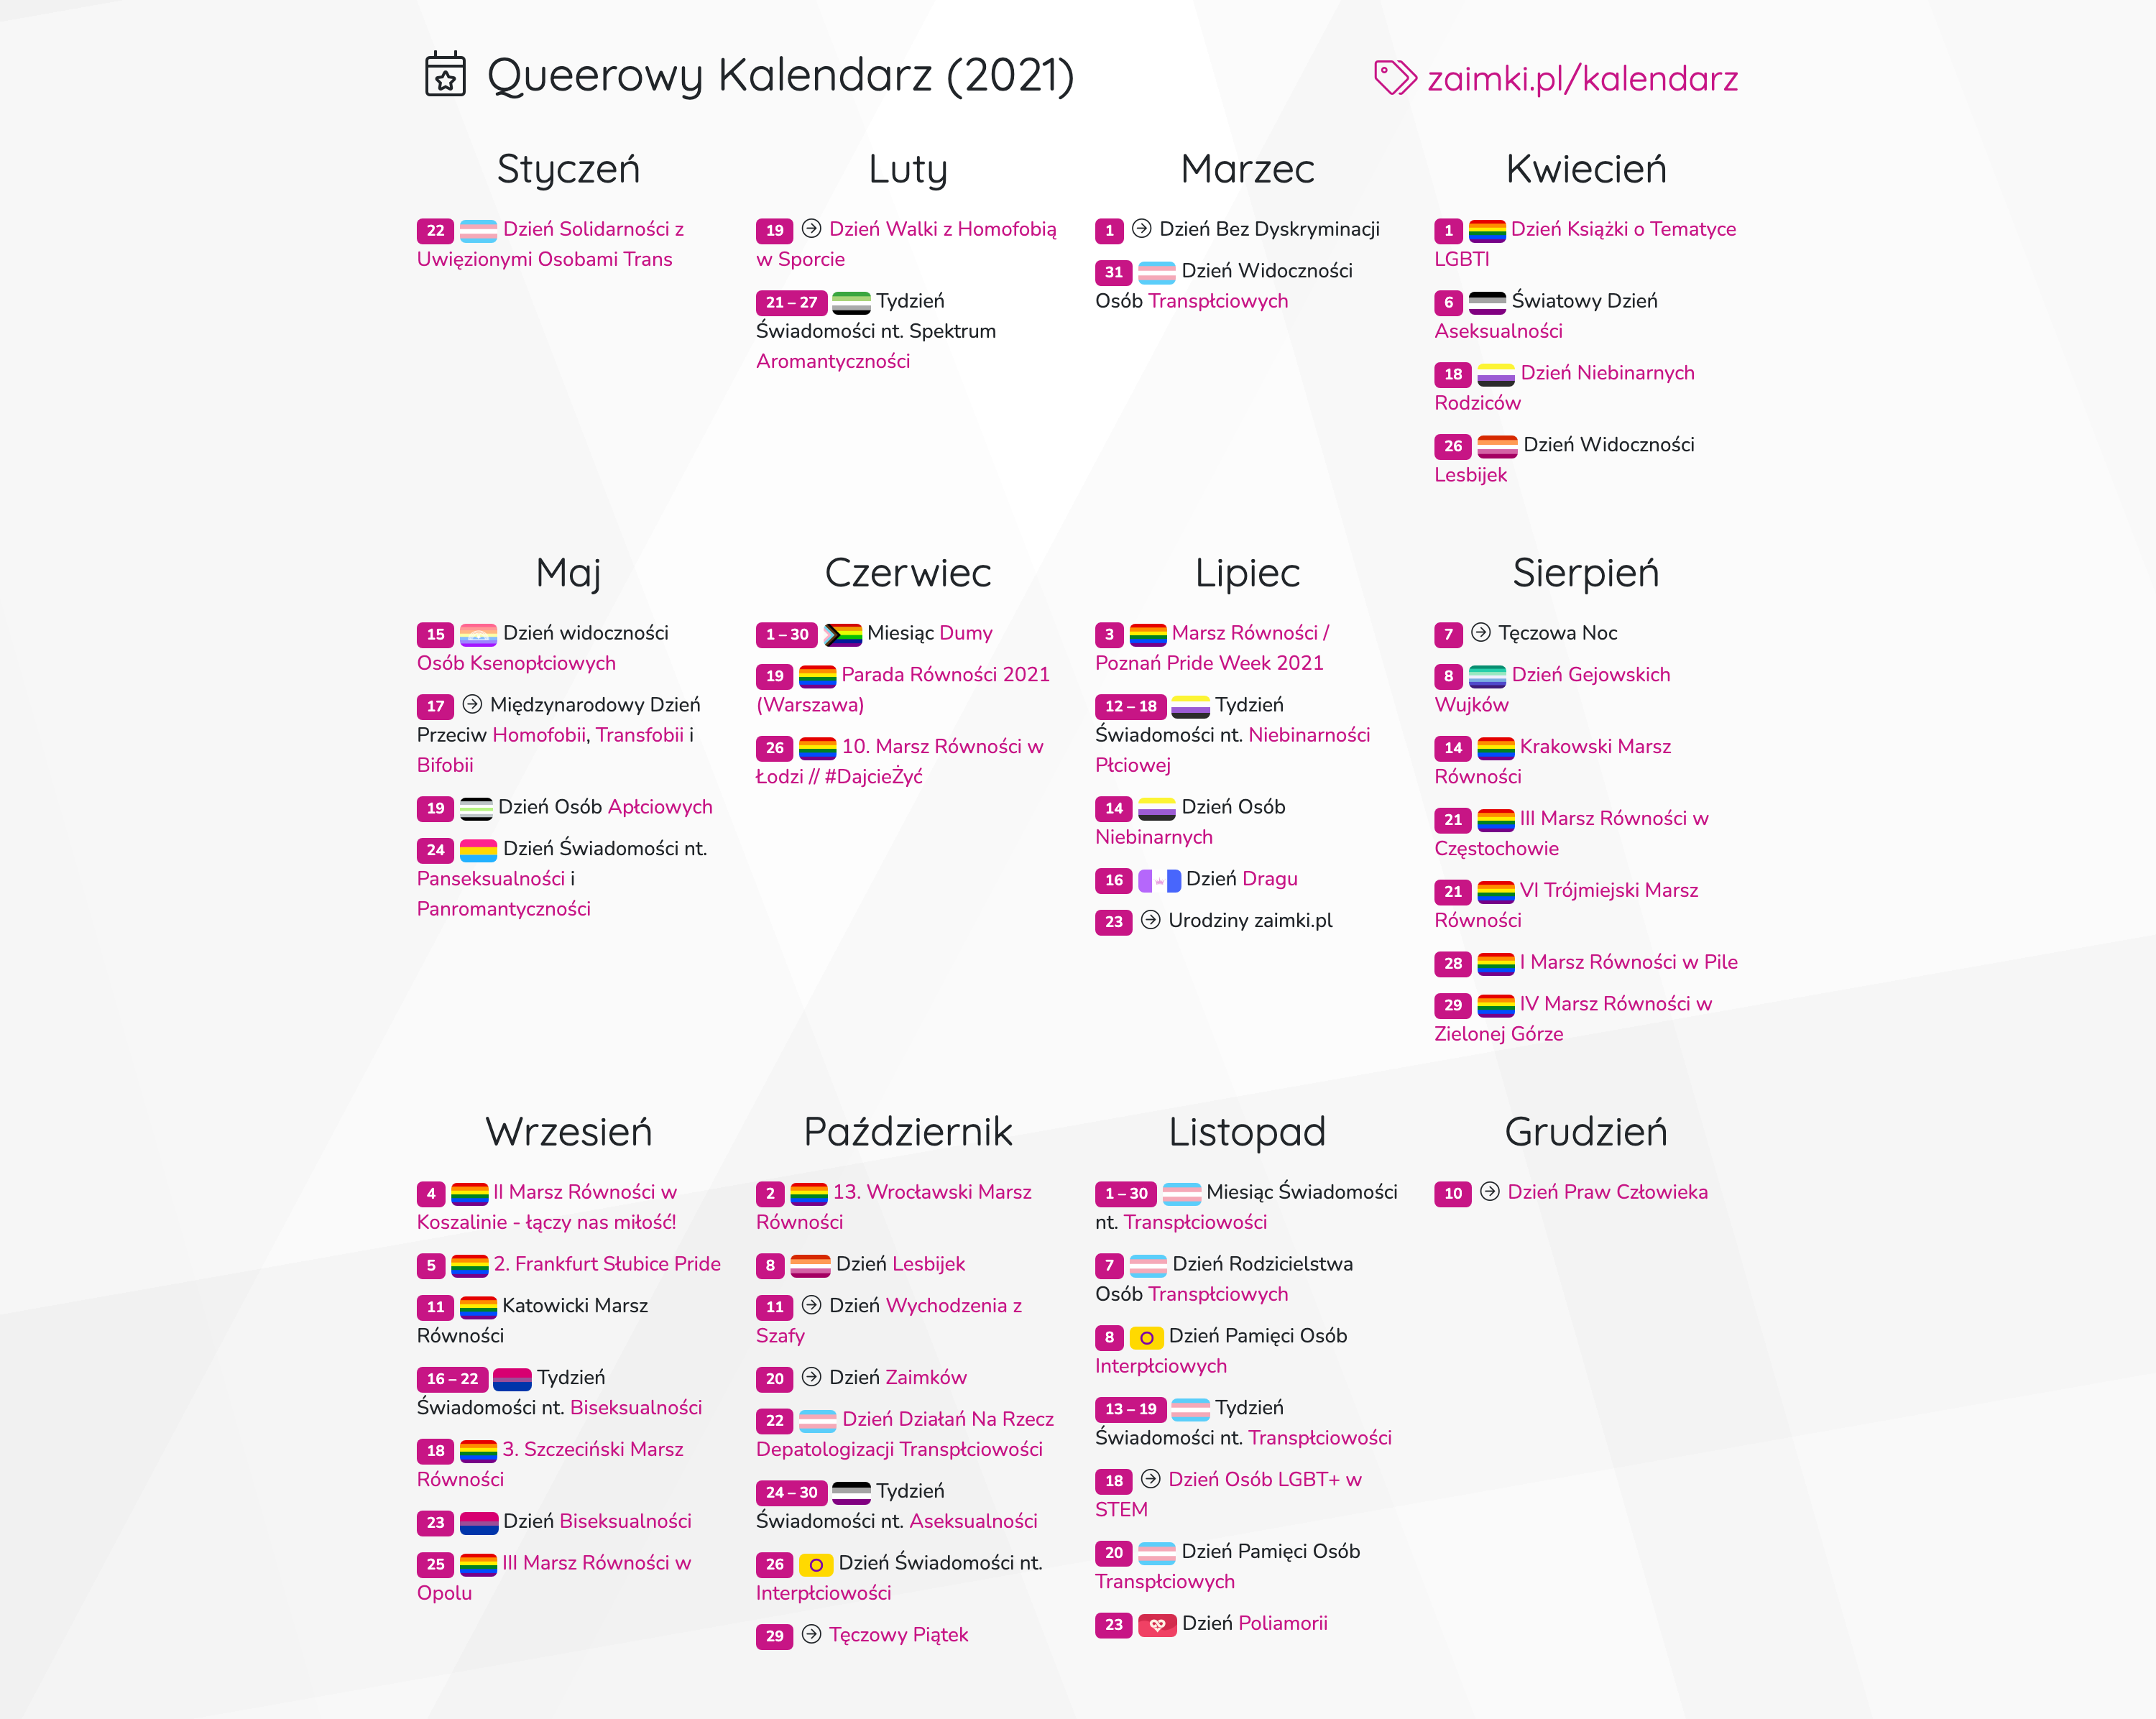 Queerowy Kalendarz (2021)
zaimki.pl/kalendarz
Styczeń
22 Dzień Solidarności z
Uwięzionymi Osobami Trans
Luty
19 Dzień Walki z Homofobią
w Sporcie
21 – 27 Tydzień
Świadomości nt. Spektrum
Aromantyczności
Marzec
1 Dzień Bez Dyskryminacji
31 Dzień Widoczności
Osób Transpłciowych
Kwiecień
1 Dzień Książki o Tematyce
LGBTI
6 Światowy Dzień
Aseksualności
18 Dzień Niebinarnych
Rodziców
26 Dzień Widoczności
Lesbijek
Maj
15 Dzień widoczności
Osób Ksenopłciowych
17 Międzynarodowy Dzień
Przeciw Homofobii, Transfobii i
Bifobii
19 Dzień Osób Apłciowych
24 Dzień Świadomości nt.
Panseksualności i
Panromantyczności
Czerwiec
1 – 30 Miesiąc Dumy
19 Parada Równości 2021
(Warszawa)
26 10. Marsz Równości w
Łodzi // #DajcieŻyć
Lipiec
3 Marsz Równości /
Poznań Pride Week 2021
12 – 18 Tydzień
Świadomości nt. Niebinarności
Płciowej
14 Dzień Osób
Niebinarnych
16 Dzień Dragu
23 Urodziny zaimki.pl
Sierpień
7 Tęczowa Noc
8 Dzień Gejowskich
Wujków
14 Krakowski Marsz
Równości
21 III Marsz Równości w
Częstochowie
21 VI Trójmiejski Marsz
Równości
28 I Marsz Równości w Pile
29 IV Marsz Równości w
Zielonej Górze
Wrzesień
4 II Marsz Równości w
Koszalinie - łączy nas miłość!
5 2. Frankfurt Słubice Pride
11 Katowicki Marsz
Równości
16 – 22 Tydzień
Świadomości nt. Biseksualności
18 3. Szczeciński Marsz
Równości
23 Dzień Biseksualności
25 III Marsz Równości w
Opolu
Październik
2 13. Wrocławski Marsz
Równości
8 Dzień Lesbijek
11 Dzień Wychodzenia z
Szafy
20 Dzień Zaimków
22 Dzień Działań Na Rzecz
Depatologizacji Transpłciowości
24 – 30 Tydzień
Świadomości nt. Aseksualności
26 Dzień Świadomości nt.
Interpłciowości
29 Tęczowy Piątek
Listopad
1 – 30 Miesiąc Świadomości
nt. Transpłciowości
7 Dzień Rodzicielstwa
Osób Transpłciowych
8 Dzień Pamięci Osób
Interpłciowych
13 – 19 Tydzień
Świadomości nt. Transpłciowości
18 Dzień Osób LGBT+ w
STEM
20 Dzień Pamięci Osób
Transpłciowych
23 Dzień Poliamorii
Grudzień
10 Dzień Praw Człowieka